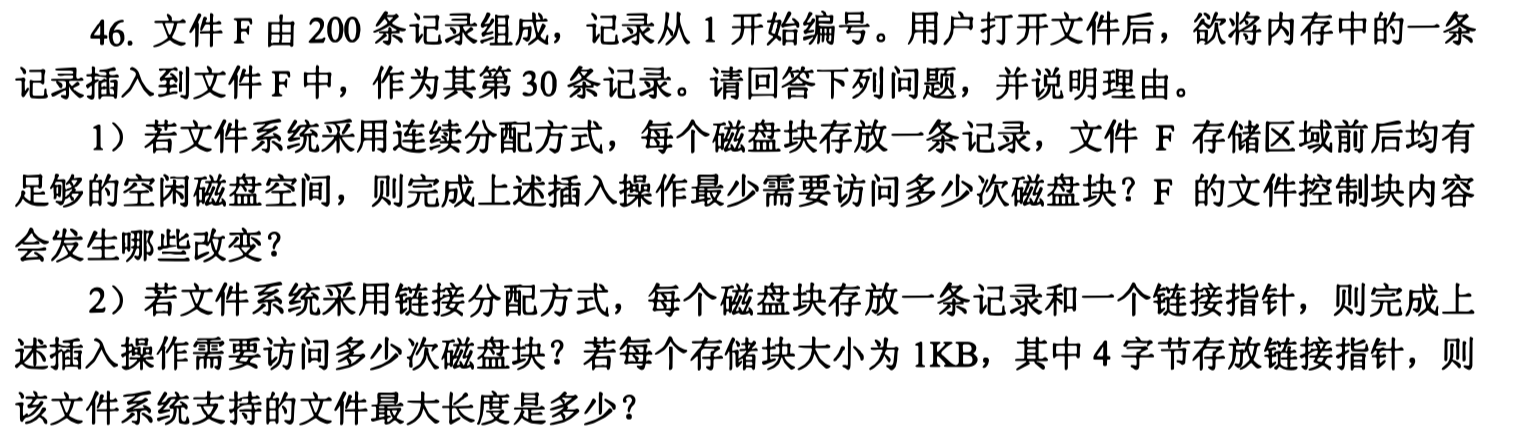 46. 文件 F 由 200 条记录组成，记录从 1 开始编号。用户打开文件后，欲将内存中的一条
记录插入到文件 F 中，作为其第 30 条记录。请回答下列问题，并说明理由。
1）若文件系统采用连续分配方式，每个磁盘块存放一条记录，文件 F 存储区域前后均有
足够的空闲磁盘空间，则完成上述插入操作最少需要访问多少次磁盘块？F 的文件控制块内容
会发生哪些改变？
2）若文件系统采用链接分配方式，每个磁盘块存放一条记录和一个链接指针，则完成上
述插入操作需要访问多少次磁盘块？若每个存储块大小为 1KB，其中 4 字节存放链接指针，则
该文件系统支持的文件最大长度是多少？